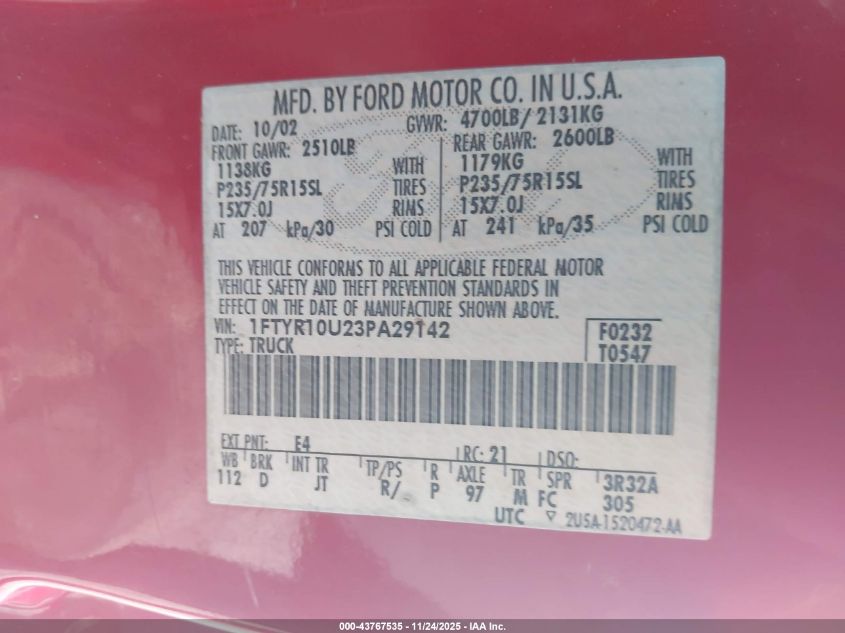 MFD. BY FORD MOTOR CO. IN U.S.A.
DATE: 10/02 GVWR: 4700LB/ 2131KG
FRONT GAWR: 2510LB REAR GAWR: 2600LB
1138KG WITH 1179KG WITH
P235/75R15SL TIRES P235/75R15SL TIRES
15X7.0J RIMS 15X7.0J RIMS
AT 207 kPa/30 PSI COLD AT 241 kPa/35 PSI COLD
THIS VEHICLE CONFORMS TO ALL APPLICABLE FEDERAL MOTOR
VEHICLE SAFETY AND THEFT PREVENTION STANDARDS IN
EFFECT ON THE DATE OF MANUFACTURE SHOWN ABOVE.
VIN: 1FTYR10U23PA29142 F0232
TYPE: TRUCK T0547
EXT PNT: E4 RC: 21 DSO:
WB BRK INT TR TP/PS R AXLE TR SPR 3R32A
112 D JT R/ P 97 M FC 305
UTC ▽ 2U5A-1520472-AA
000-43767535 - 11/24/2025 - IAA Inc.